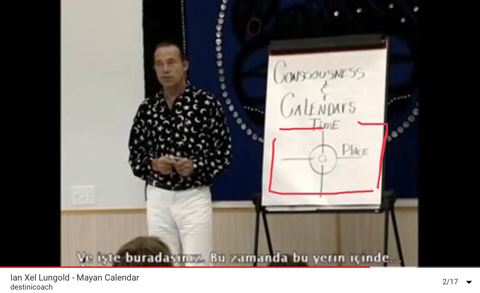 CONSCIOUSNESS
&
CALENDARS
TIME
PLACE
Ve işte buradasınız. Bu zamanda bu yerin içinde...
Ian Xel Lungold - Mayan Calendar
destinicoach
2/17